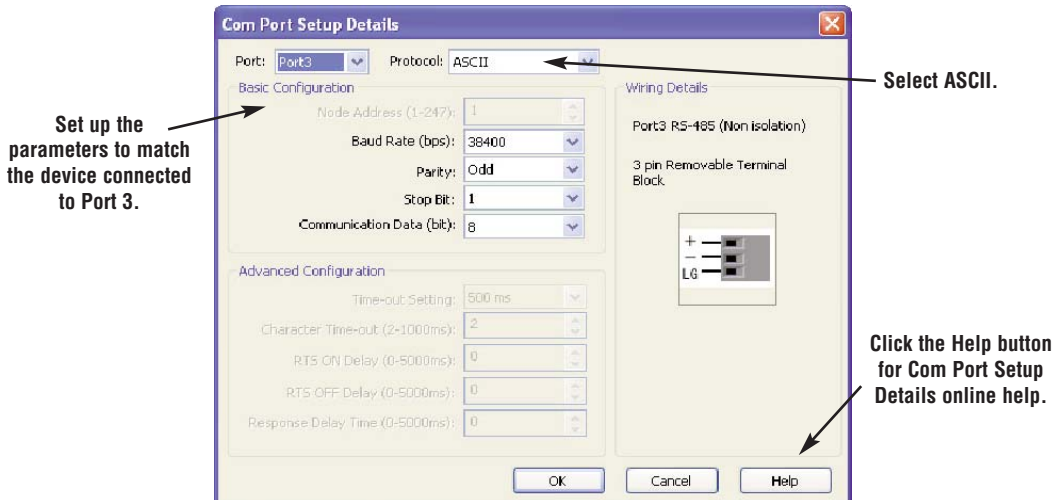 Com Port Setup Details
Port: Port3 Protocol: ASCII
Select ASCII.
Set up the
parameters to match
the device connected
to Port 3.
Basic Configuration
Node Address (1-247): 1
Baud Rate (bps): 38400
Parity: Odd
Stop Bit: 1
Communication Data (bit): 8
Advanced Configuration
Time-out Setting: 500 ms
Character Time-out (2-1000ms): 2
RTS ON Delay (0-5000ms): 0
RTS OFF Delay (0-5000ms): 0
Response Delay Time (0-5000ms): 0
Wiring Details
Port3 RS-485 (Non isolation)
3 pin Removable Terminal
Block
+
−
LG
Click the Help button
for Com Port Setup
Details online help.
OK Cancel Help